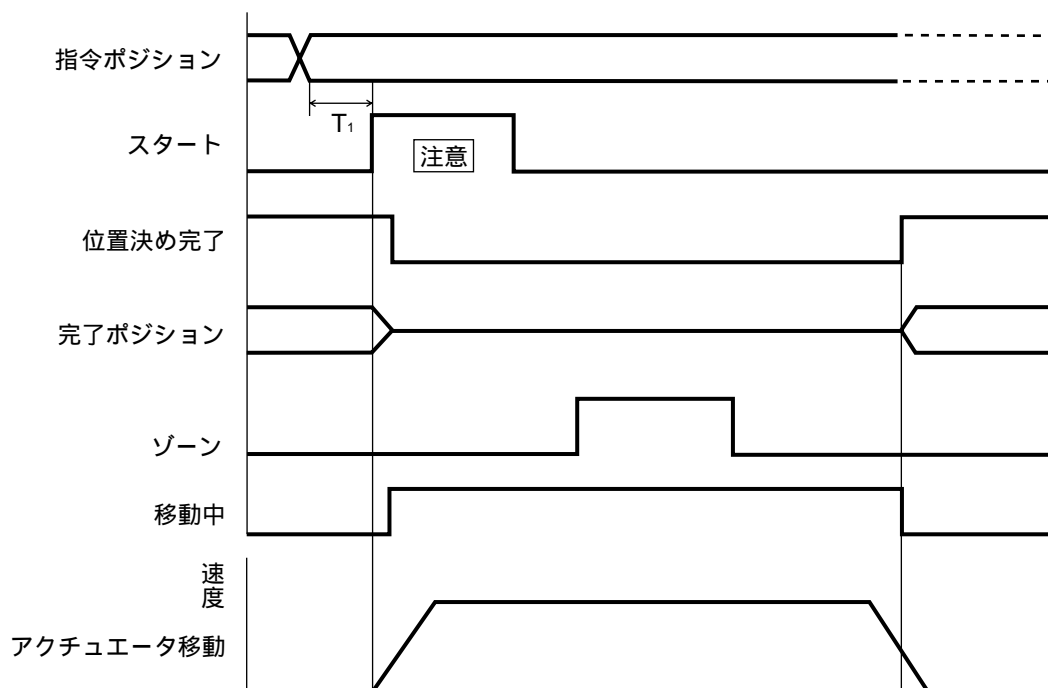 指令ポジション
T₁
スタート
注意
位置決め完了
完了ポジション
ゾーン
移動中
速度
アクチュエータ移動